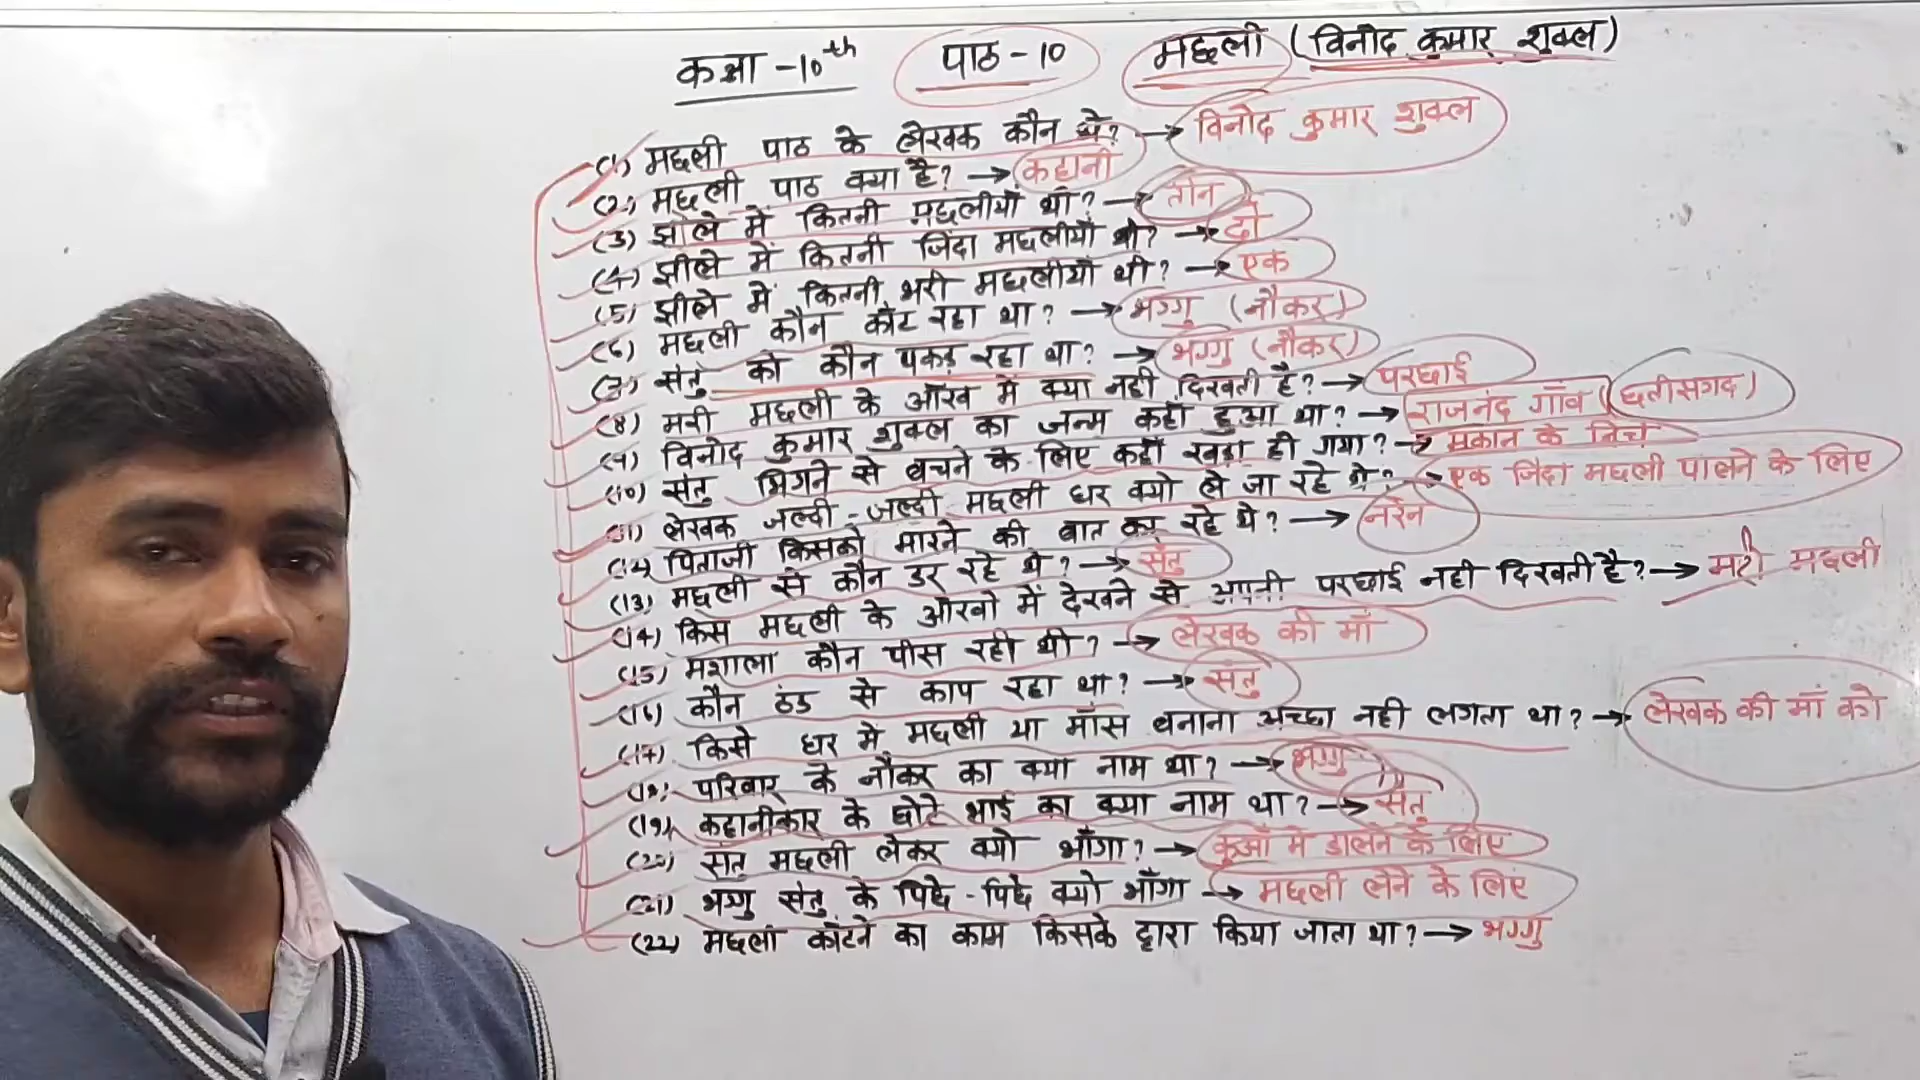 कक्षा -10th पाठ - 10 मछली (विनोद कुमार शुक्ल)
(1) मछली पाठ के लेखक कौन थे? → विनोद कुमार शुक्ल
(2) मछली पाठ क्या है? → कहानी
(3) झोले में कितनी मछलीयाँ थी? → तीन
(4) झोले में कितनी जिंदा मछलीयाँ थी? → दो
(5) झोले में कितनी मरी मछलीयाँ थी? → एक
(6) मछली कौन काँट रहा था? → भग्गु (नौकर)
(7) संतु को कौन पकड़ रहा था? → भग्गु (नौकर)
(8) मरी मछली के आँख में क्या नही दिखती है? → परछाई
(9) विनोद कुमार शुक्ल का जन्म कहाँ हुआ था? → राजनंद गाँव (छतीसगढ)
(10) संतु भिगने से बचने के लिए कहाँ खड़ा हो गया? → मकान के निचे
(11) लेखक जल्दी-जल्दी मछली घर क्यो ले जा रहे थे? → एक जिंदा मछली पालने के लिए
(12) पिताजी किसको मारने की बात कर रहे थे? → नरेन
(13) मछली से कौन डर रहे थे? → संतु
(14) किस मछली के आँखो में देखने से अपनी परछाई नही दिखती है? → मरी मछली
(15) मशाला कौन पीस रही थी? → लेखक की माँ
(16) कौन ठंड से काप रहा था? → संतु
(17) किसे घर में मछली या माँस बनाना अच्छा नही लगता था? → लेखक की माँ को
(18) परिवार के नौकर का क्या नाम था? → भग्गु
(19) कहानीकार के छोटे भाई का क्या नाम था? → संतु
(20) संतु मछली लेकर क्यो भाँगा? → कुआँ में डालने के लिए
(21) भग्गु संतु के पिछे - पिछे क्यो भाँगा → मछली लेने के लिए
(22) मछली काँटने का काम किसके द्वारा किया जाता था? → भग्गु